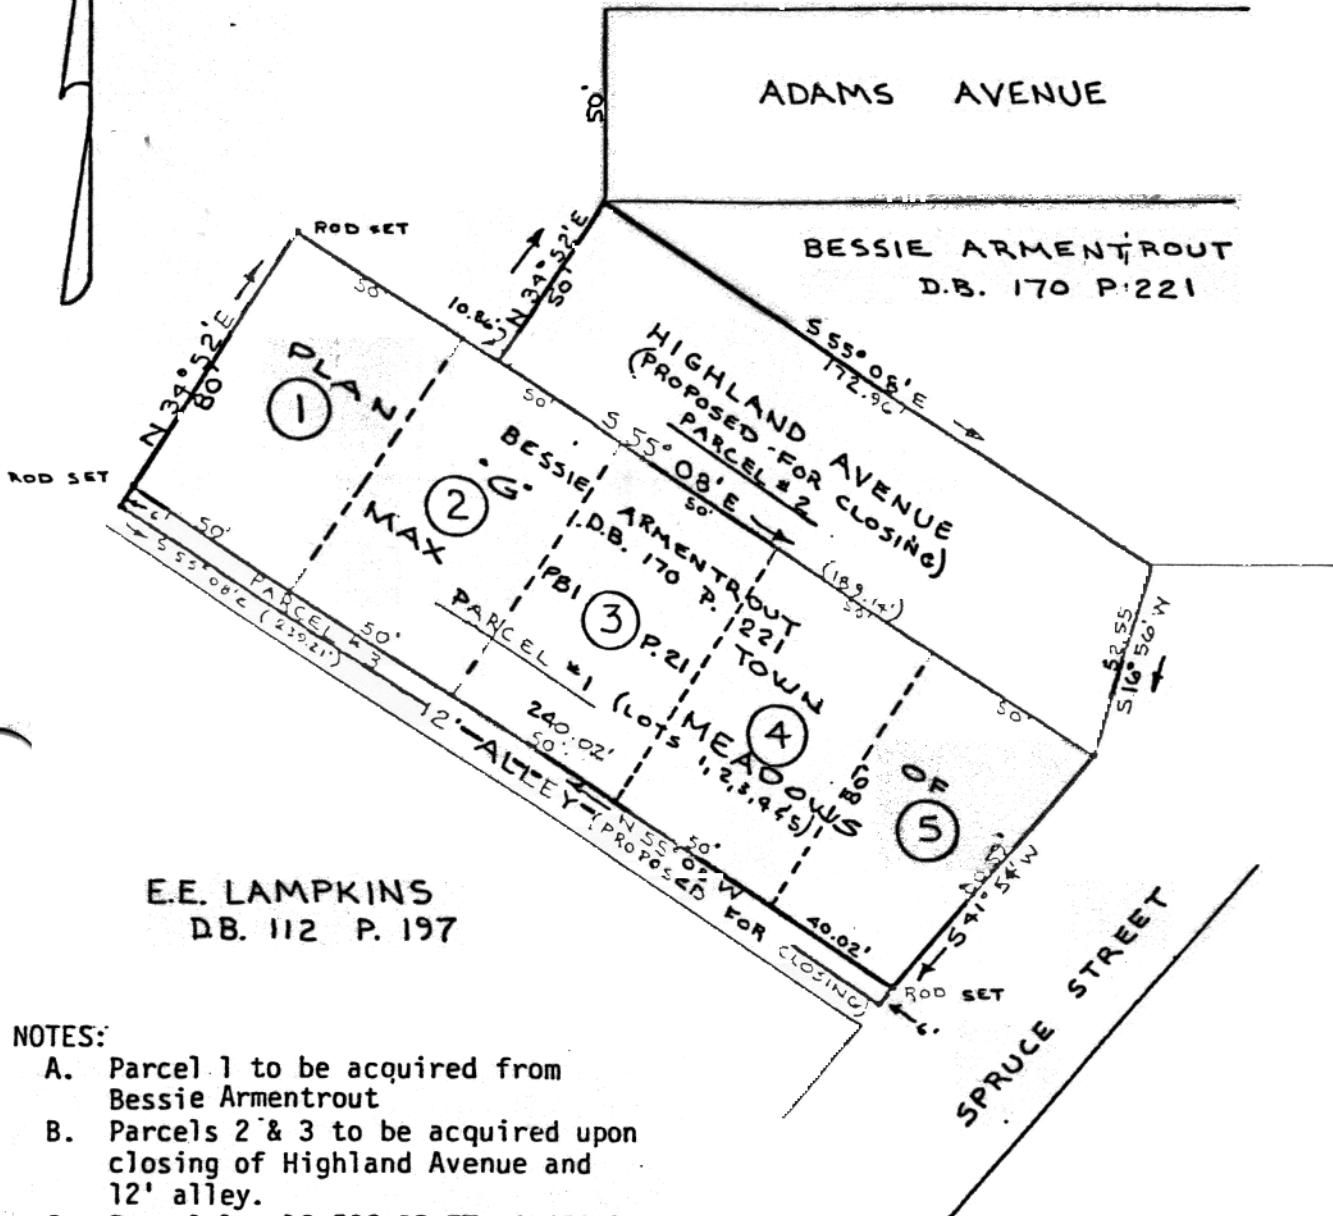 ADAMS AVENUE
50'
BESSIE ARMENTROUT
D.B. 170 P. 221
ROD SET
N 34° 52' E
50'
10.86'
50'
S 55° 08' E
172.96'
HIGHLAND AVENUE
(PROPOSED FOR CLOSING)
PARCEL # 2
N 34° 52' E
80'
ROD SET
PLAN "G"
MAX MEADOWS
1
2
3
4
5
50'
S 55° 08' E
50'
(189.14')
50'
50'
BESSIE ARMENTROUT
D.B. 170 P. 221
PB1 P. 21
TOWN OF
PARCEL #1 (LOTS
1, 2, 3, 4 & 5)
240.02'
80'
52.55
S 16° 56' W
S 41° 54' W
6'
50'
PARCEL # 3
S 55° 08' E (239.21')
50'
50'
12' ALLEY
(PROPOSED FOR CLOSING)
N 55° 08' W
50'
40.02'
ROD SET
6'
SPRUCE STREET
E.E. LAMPKINS
D.B. 112 P. 197
NOTES:
A. Parcel 1 to be acquired from
Bessie Armentrout
B. Parcels 2 & 3 to be acquired upon
closing of Highland Avenue and
12' alley.